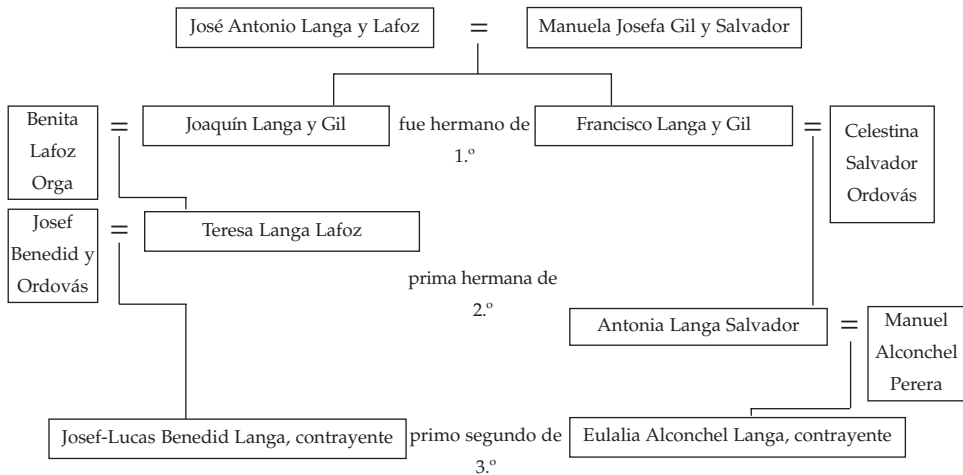 José Antonio Langa y Lafoz = Manuela Josefa Gil y Salvador
Benita
Lafoz
Orga
=
Joaquín Langa y Gil
fue hermano de
1.º
Francisco Langa y Gil
=
Celestina
Salvador
Ordovás
Josef
Benedid y
Ordovás
=
Teresa Langa Lafoz
prima hermana de
2.º
Antonia Langa Salvador
=
Manuel
Alconchel
Perera
Josef-Lucas Benedid Langa, contrayente
primo segundo de
3.º
Eulalia Alconchel Langa, contrayente